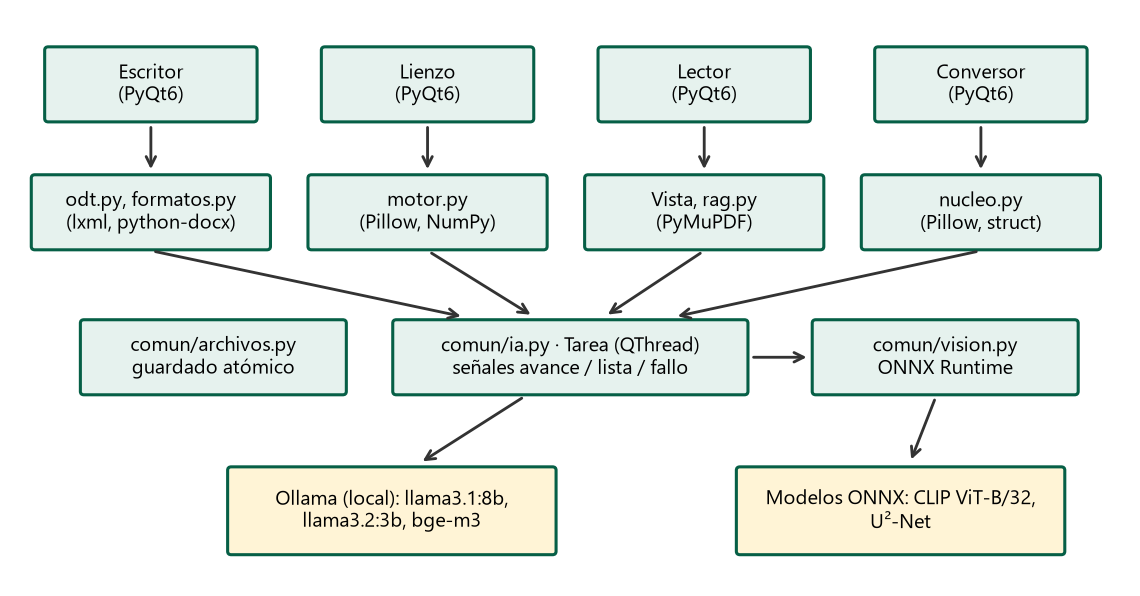 Escritor
(PyQt6)
Lienzo
(PyQt6)
Lector
(PyQt6)
Conversor
(PyQt6)
odt.py, formatos.py
(lxml, python-docx)
motor.py
(Pillow, NumPy)
Vista, rag.py
(PyMuPDF)
nucleo.py
(Pillow, struct)
comun/archivos.py
guardado atómico
comun/ia.py · Tarea (QThread)
señales avance / lista / fallo
comun/vision.py
ONNX Runtime
Ollama (local): llama3.1:8b,
llama3.2:3b, bge-m3
Modelos ONNX: CLIP ViT-B/32,
U²-Net